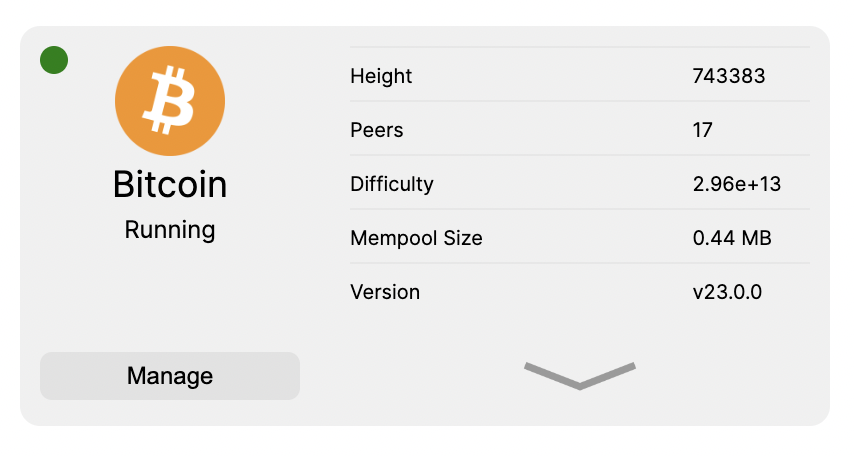 Bitcoin
Running
Manage
Height 743383
Peers 17
Difficulty 2.96e+13
Mempool Size 0.44 MB
Version v23.0.0